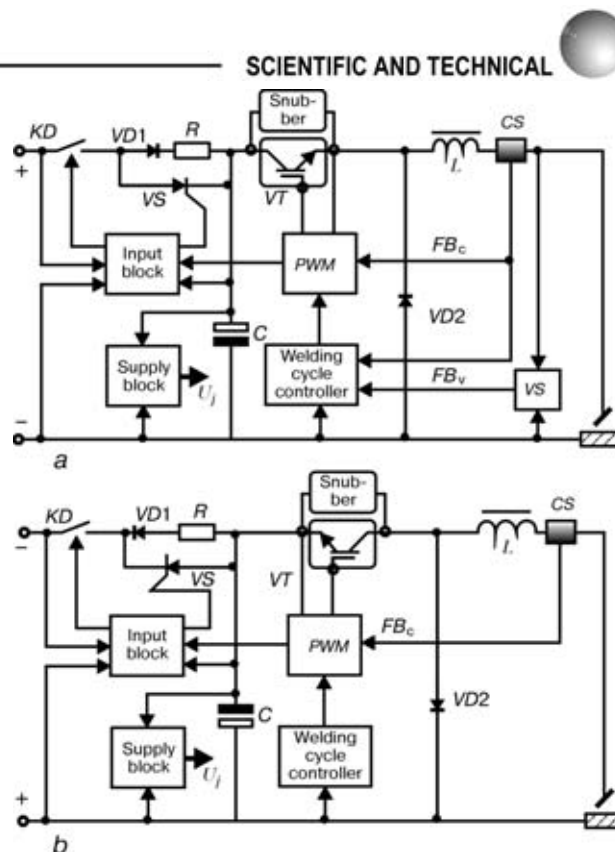 SCIENTIFIC AND TECHNICAL
Snub-
ber
KD
VD1
R
CS
+
VS
VT
L
Input
block
PWM
FBc
VD2
C
Supply
block
Uj
Welding
cycle
controller
FBv
VS
−
a
Snub-
ber
KD
VD1
R
CS
−
VS
VT
L
Input
block
PWM
FBc
VD2
C
Supply
block
Uj
Welding
cycle
controller
+
b